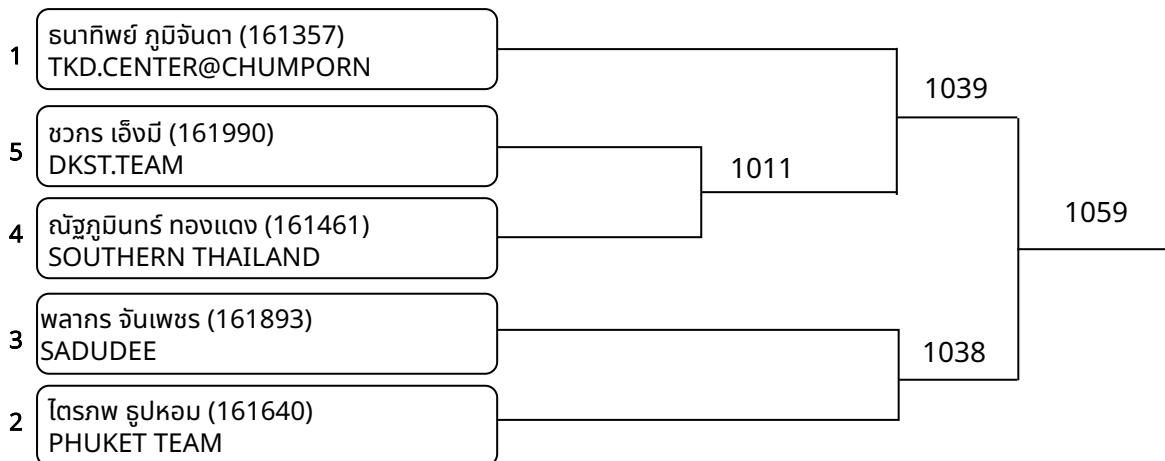 1
ธนาทิพย์ ภูมิจันดา (161357)
TKD.CENTER@CHUMPORN
1039
5
ชวกร เอ็งมี (161990)
DKST.TEAM
1011
4
ณัฐภูมินทร์ ทองแดง (161461)
SOUTHERN THAILAND
1059
3
พลากร จันเพชร (161893)
SADUDEE
1038
2
ไตรภพ ธูปหอม (161640)
PHUKET TEAM